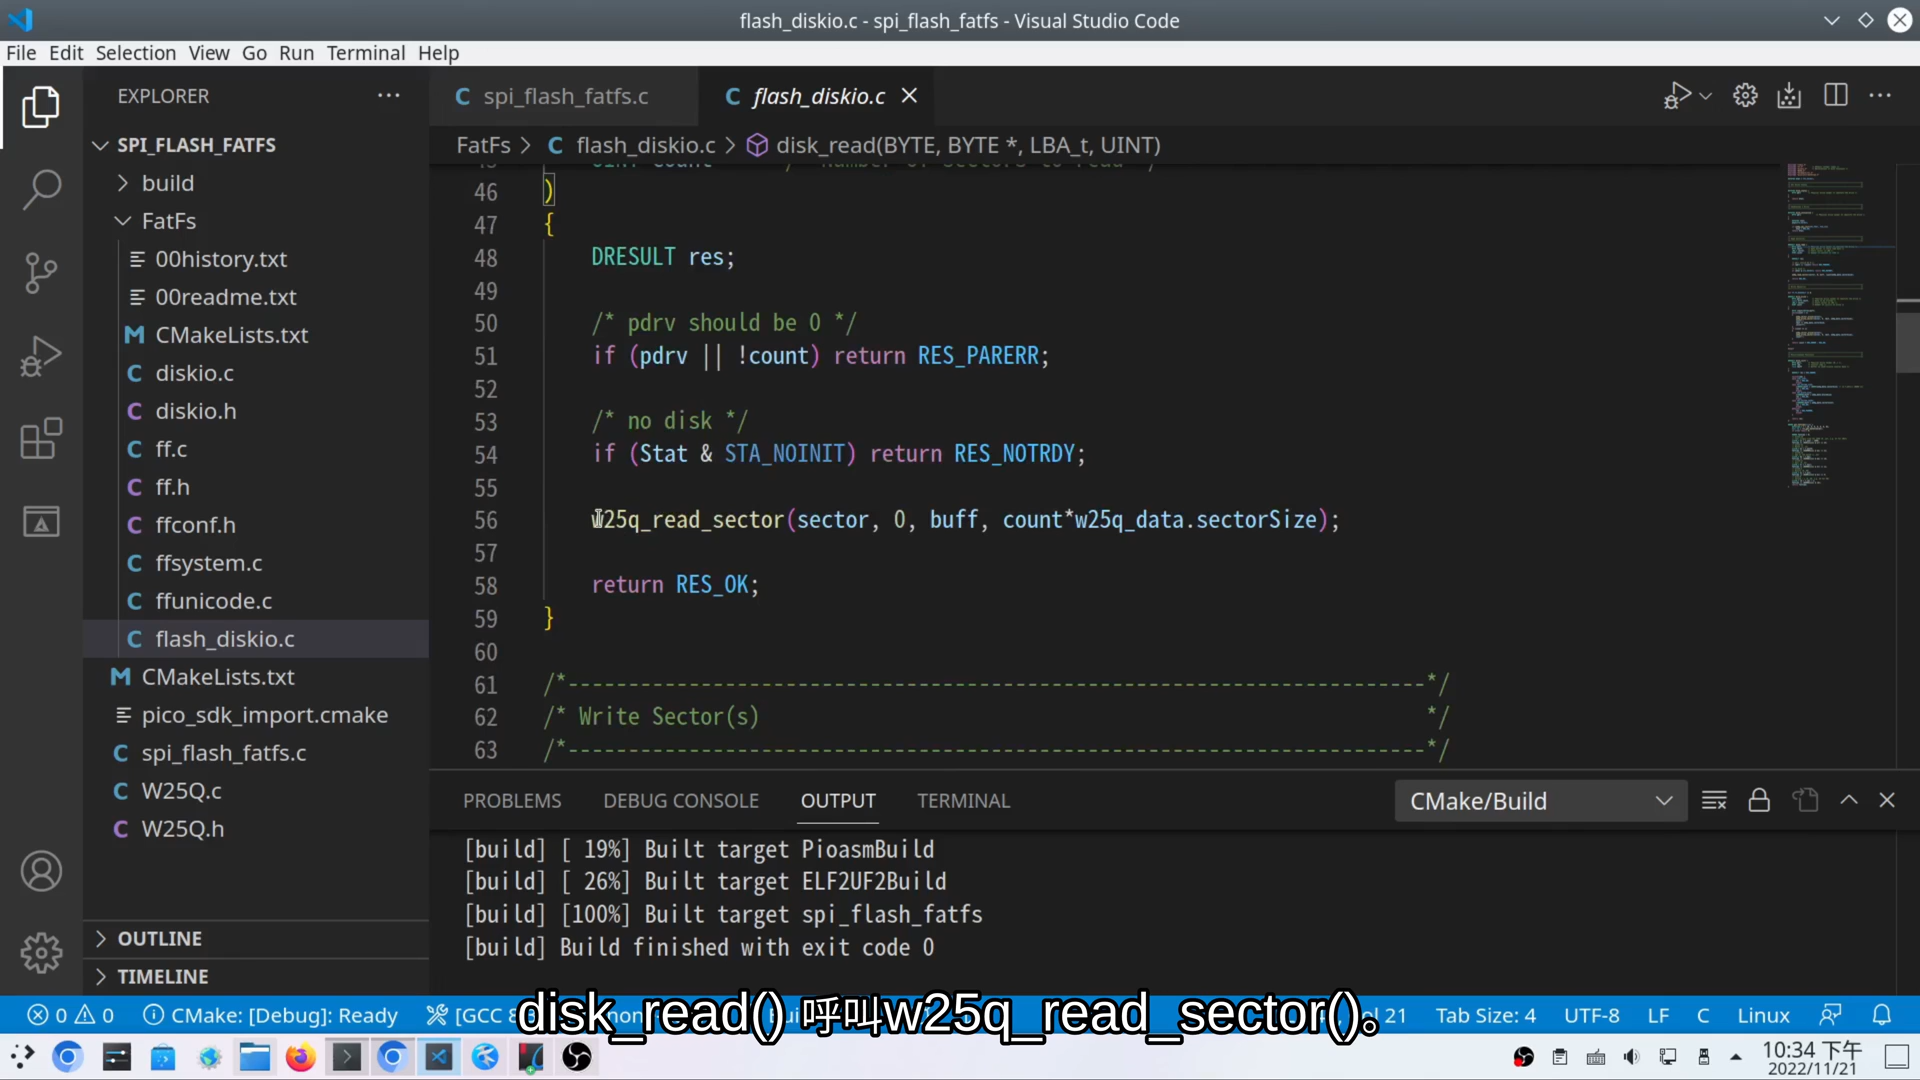 flash_diskio.c - spi_flash_fatfs - Visual Studio Code
File Edit Selection View Go Run Terminal Help
EXPLORER
SPI_FLASH_FATFS
build
FatFs
00history.txt
00readme.txt
CMakeLists.txt
diskio.c
diskio.h
ff.c
ff.h
ffconf.h
ffsystem.c
ffunicode.c
flash_diskio.c
CMakeLists.txt
pico_sdk_import.cmake
spi_flash_fatfs.c
W25Q.c
W25Q.h
OUTLINE
TIMELINE
spi_flash_fatfs.c
flash_diskio.c
FatFs > flash_diskio.c > disk_read(BYTE, BYTE *, LBA_t, UINT)
46 )
47 {
48 DRESULT res;
49
50 /* pdrv should be 0 */
51 if (pdrv || !count) return RES_PARERR;
52
53 /* no disk */
54 if (Stat & STA_NOINIT) return RES_NOTRDY;
55
56 w25q_read_sector(sector, 0, buff, count*w25q_data.sectorSize);
57
58 return RES_OK;
59 }
60
61 /*-----------------------------------------------------------------------*/
62 /* Write Sector(s) */
63 /*-----------------------------------------------------------------------*/
PROBLEMS DEBUG CONSOLE OUTPUT TERMINAL
CMake/Build
[build] [ 19%] Built target PioasmBuild
[build] [ 26%] Built target ELF2UF2Build
[build] [100%] Built target spi_flash_fatfs
[build] Build finished with exit code 0
0 0 CMake: [Debug]: Ready [GCC 21 Tab Size: 4 UTF-8 LF C Linux
disk_read() 呼叫w25q_read_sector()。
10:34 下午
2022/11/21